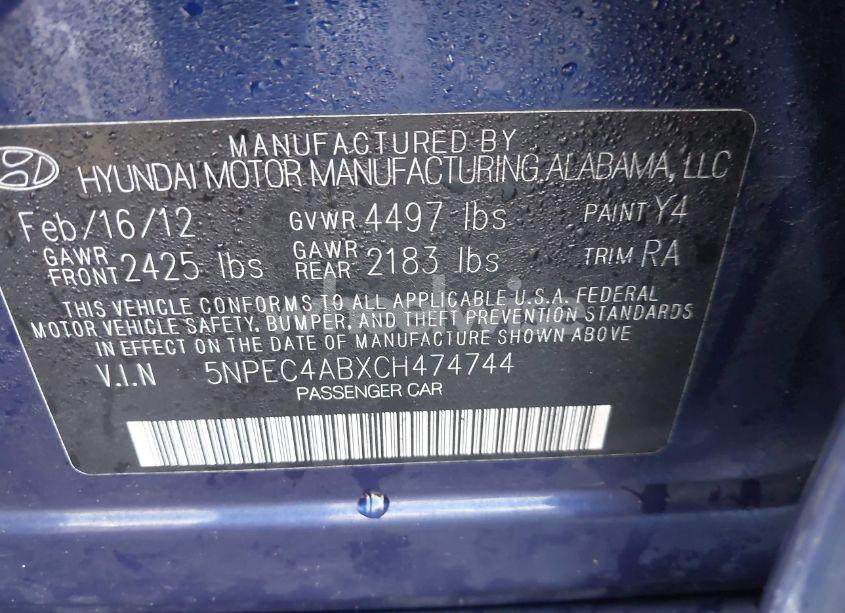 MANUFACTURED BY
HYUNDAI MOTOR MANUFACTURING ALABAMA, LLC
Feb/16/12 GVWR 4497 lbs PAINT Y4
GAWR FRONT 2425 lbs GAWR REAR 2183 lbs TRIM RA
THIS VEHICLE CONFORMS TO ALL APPLICABLE U.S.A. FEDERAL
MOTOR VEHICLE SAFETY, BUMPER, AND THEFT PREVENTION STANDARDS
IN EFFECT ON THE DATE OF MANUFACTURE SHOWN ABOVE
V.I.N 5NPEC4ABXCH474744
PASSENGER CAR